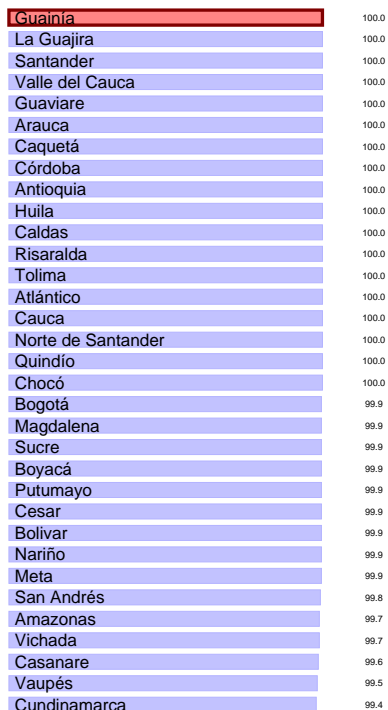 Guainía 100.0
La Guajira 100.0
Santander 100.0
Valle del Cauca 100.0
Guaviare 100.0
Arauca 100.0
Caquetá 100.0
Córdoba 100.0
Antioquia 100.0
Huila 100.0
Caldas 100.0
Risaralda 100.0
Tolima 100.0
Atlántico 100.0
Cauca 100.0
Norte de Santander 100.0
Quindío 100.0
Chocó 100.0
Bogotá 99.9
Magdalena 99.9
Sucre 99.9
Boyacá 99.9
Putumayo 99.9
Cesar 99.9
Bolivar 99.9
Nariño 99.9
Meta 99.9
San Andrés 99.8
Amazonas 99.7
Vichada 99.7
Casanare 99.6
Vaupés 99.5
Cundinamarca 99.4